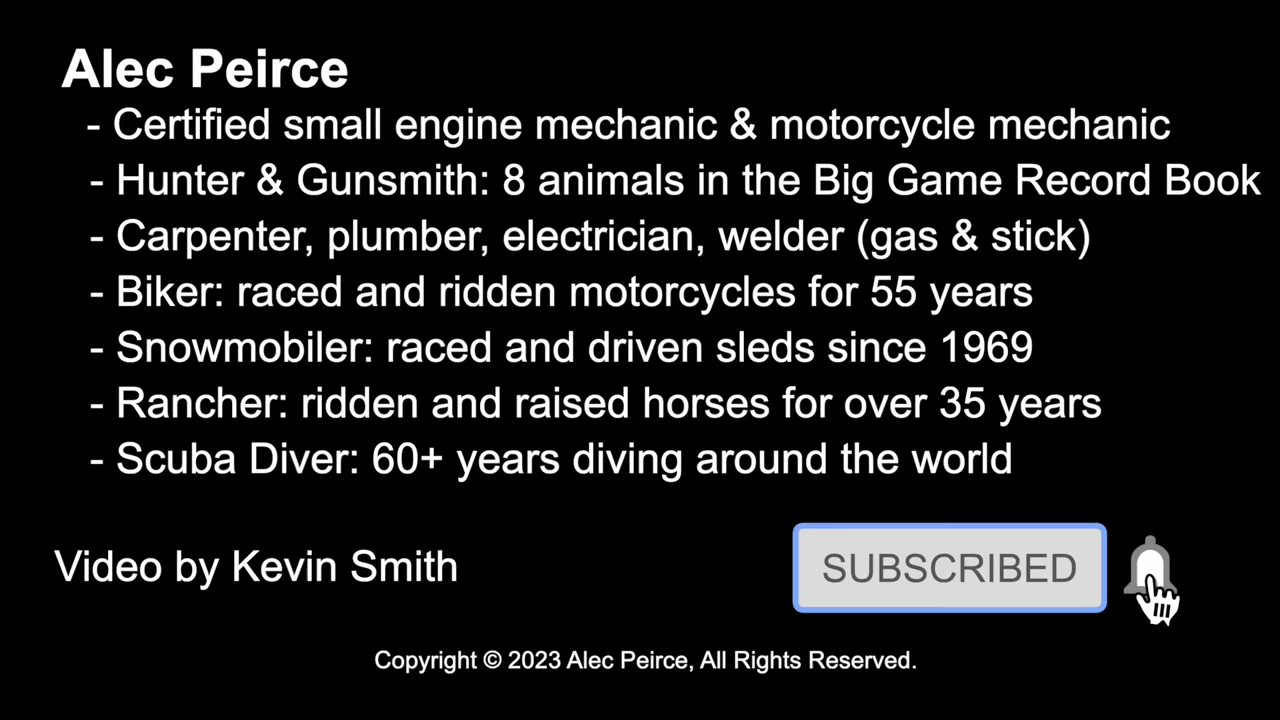 Alec Peirce
- Certified small engine mechanic & motorcycle mechanic
- Hunter & Gunsmith: 8 animals in the Big Game Record Book
- Carpenter, plumber, electrician, welder (gas & stick)
- Biker: raced and ridden motorcycles for 55 years
- Snowmobiler: raced and driven sleds since 1969
- Rancher: ridden and raised horses for over 35 years
- Scuba Diver: 60+ years diving around the world
Video by Kevin Smith
SUBSCRIBED
Copyright © 2023 Alec Peirce, All Rights Reserved.